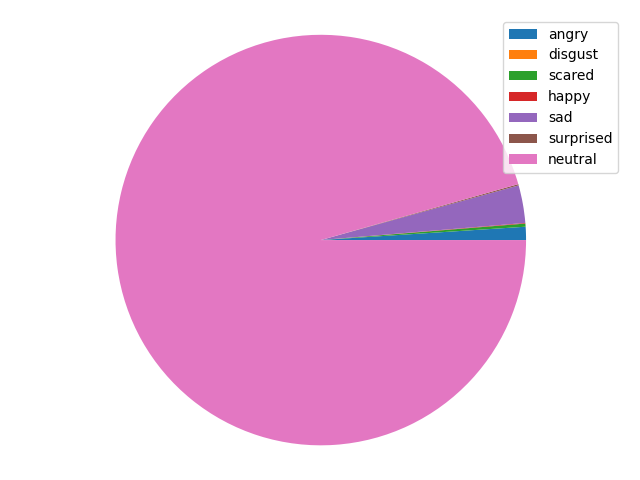 angry
disgust
scared
happy
sad
surprised
neutral